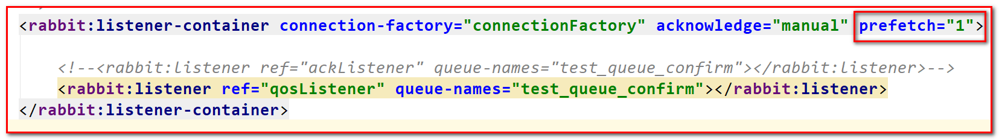 <rabbit:listener-container connection-factory="connectionFactory" acknowledge="manual" prefetch="1">
<!--<rabbit:listener ref="ackListener" queue-names="test_queue_confirm"></rabbit:listener>-->
<rabbit:listener ref="qosListener" queue-names="test_queue_confirm"></rabbit:listener>
</rabbit:listener-container>